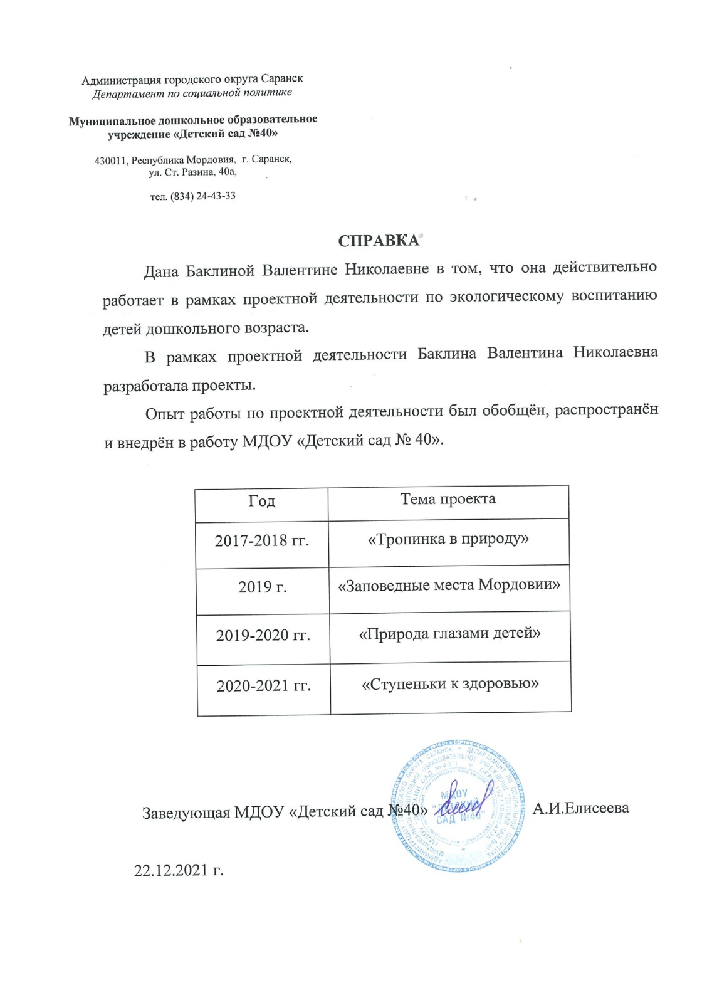 Администрация городского округа Саранск
Департамент по социальной политике
Муниципальное дошкольное образовательное
учреждение «Детский сад №40»
430011, Республика Мордовия, г. Саранск,
ул. Ст. Разина, 40а,
тел. (834) 24-43-33
СПРАВКА
Дана Баклиной Валентине Николаевне в том, что она действительно
работает в рамках проектной деятельности по экологическому воспитанию
детей дошкольного возраста.
В рамках проектной деятельности Баклина Валентина Николаевна
разработала проекты.
Опыт работы по проектной деятельности был обобщён, распространён
и внедрён в работу МДОУ «Детский сад № 40».
Год Тема проекта
2017-2018 гг. «Тропинка в природу»
2019 г. «Заповедные места Мордовии»
2019-2020 гг. «Природа глазами детей»
2020-2021 гг. «Ступеньки к здоровью»
Заведующая МДОУ «Детский сад №40» А.И.Елисеева
МДОУ
"ДЕТСКИЙ
САД №40"
22.12.2021 г.